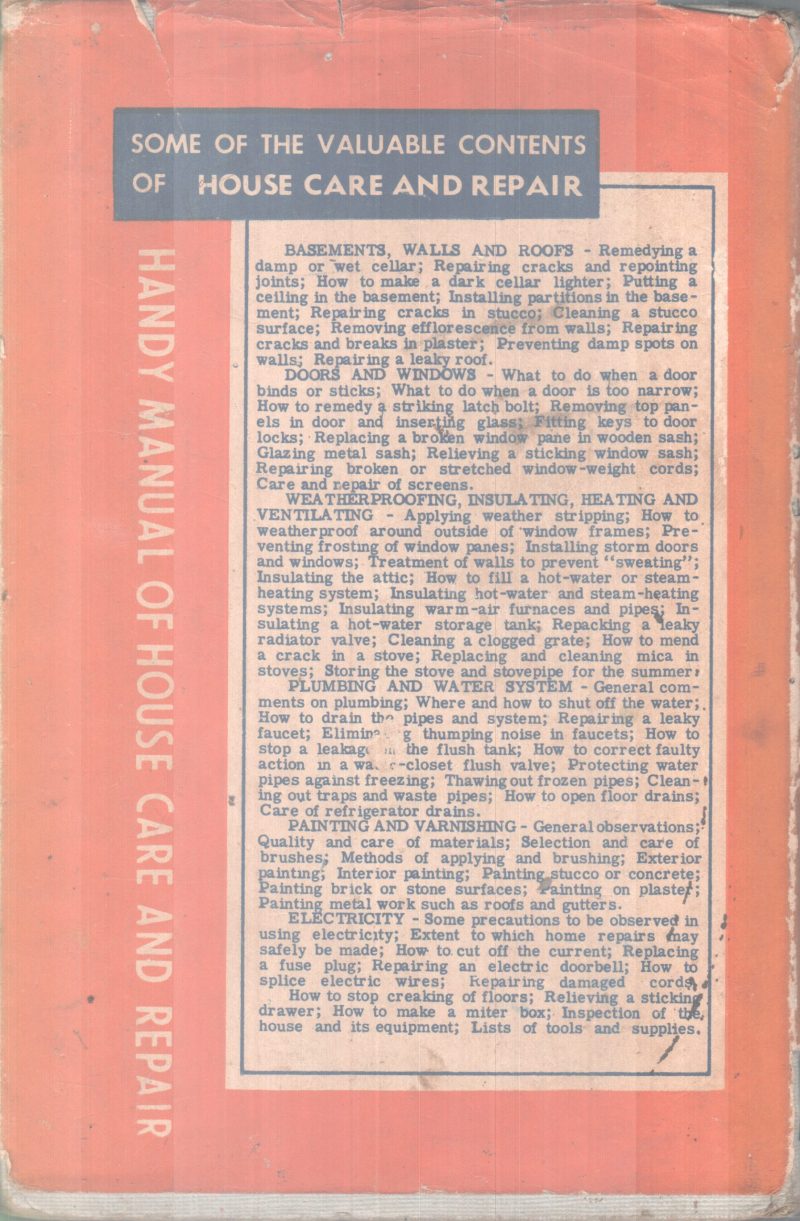 SOME OF THE VALUABLE CONTENTS
OF HOUSE CARE AND REPAIR
HANDY MANUAL OF HOUSE CARE AND REPAIR
BASEMENTS, WALLS AND ROOFS - Remedying a
damp or wet cellar; Repairing cracks and repointing
joints; How to make a dark cellar lighter; Putting a
ceiling in the basement; Installing partitions in the base-
ment; Repairing cracks in stucco; Cleaning a stucco
surface; Removing efflorescence from walls; Repairing
cracks and breaks in plaster; Preventing damp spots on
walls; Repairing a leaky roof.
DOORS AND WINDOWS - What to do when a door
binds or sticks; What to do when a door is too narrow;
How to remedy a striking latch bolt; Removing top pan-
els in door and inserting glass; Fitting keys to door
locks; Replacing a broken window pane in wooden sash;
Glazing metal sash; Relieving a sticking window sash;
Repairing broken or stretched window-weight cords;
Care and repair of screens.
WEATHERPROOFING, INSULATING, HEATING AND
VENTILATING - Applying weather stripping; How to
weatherproof around outside of window frames; Pre-
venting frosting of window panes; Installing storm doors
and windows; Treatment of walls to prevent "sweating";
Insulating the attic; How to fill a hot-water or steam-
heating system; Insulating hot-water and steam-heating
systems; Insulating warm-air furnaces and pipes; In-
sulating a hot-water storage tank; Repacking a leaky
radiator valve; Cleaning a clogged grate; How to mend
a crack in a stove; Replacing and cleaning mica in
stoves; Storing the stove and stovepipe for the summer.
PLUMBING AND WATER SYSTEM - General com-
ments on plumbing; Where and how to shut off the water;
How to drain the pipes and system; Repairing a leaky
faucet; thumping noise in faucets; How to
stop a leakage the flush tank; How to correct faulty
action in a -closet flush valve; Protecting water
pipes against freezing; Thawing out frozen pipes; Clean-
ing out traps and waste pipes; How to open floor drains;
Care of refrigerator drains.
PAINTING AND VARNISHING - General observations;
Quality and care of materials; Selection and care of
brushes; Methods of applying and brushing; Exterior
painting; Interior painting; Painting stucco or concrete;
Painting brick or stone surfaces; Painting on plaster;
Painting metal work such as roofs and gutters.
ELECTRICITY - Some precautions to be observed in
using electricity; Extent to which home repairs may
safely be made; How to cut off the current; Replacing
a fuse plug; Repairing an electric doorbell; How to
splice electric wires; Repairing damaged cords.
How to stop creaking of floors; Relieving a sticking
drawer; How to make a miter box; Inspection of the
house and its equipment; Lists of tools and supplies.